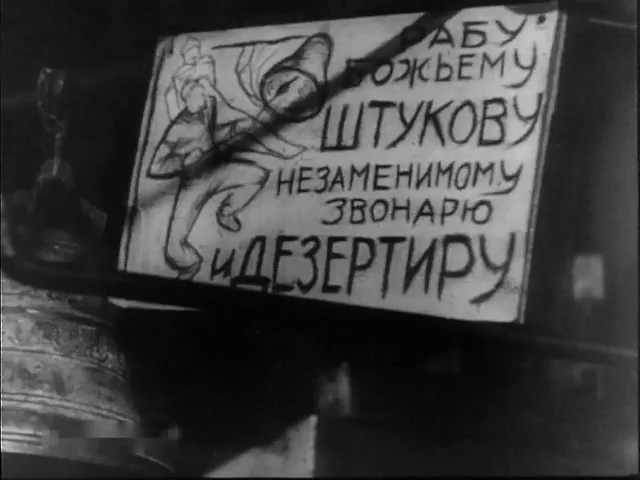 РАБУ
БОЖЬЕМУ
ШТУКОВУ
НЕЗАМЕНИМОМУ
ЗВОНАРЮ
и ДЕЗЕРТИРУ